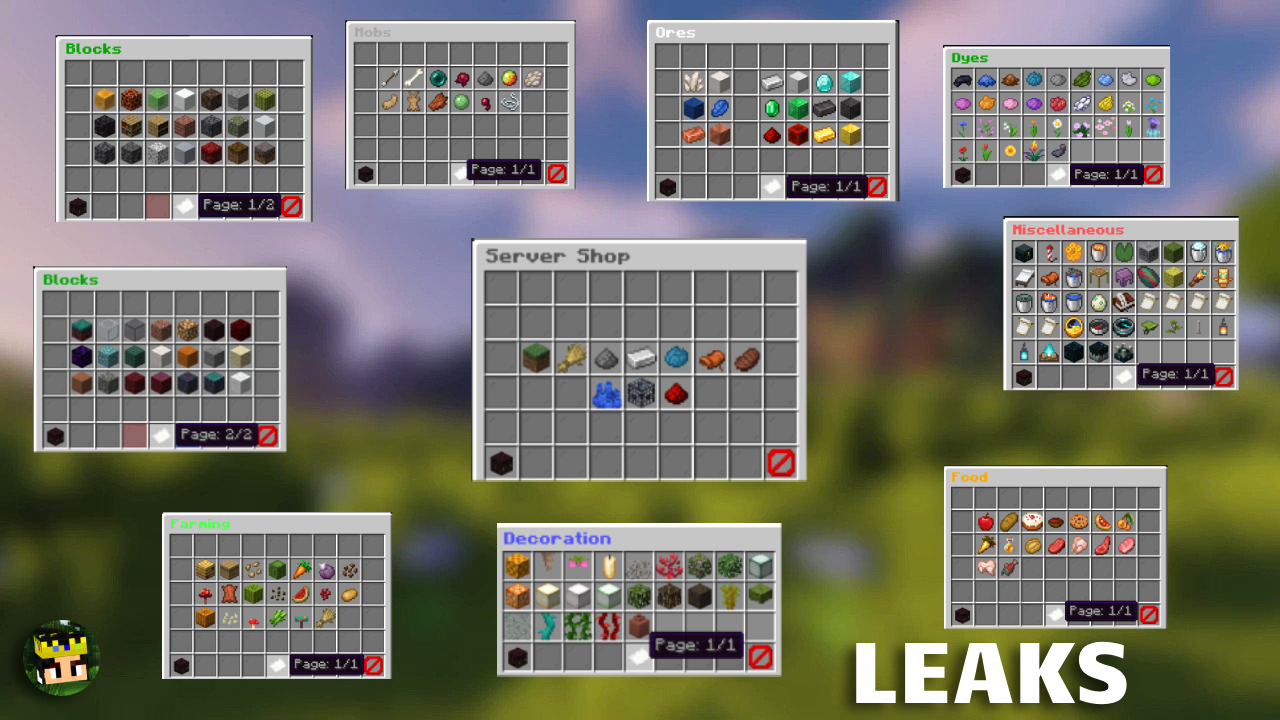 Blocks
Page: 1/2
Mobs
Page: 1/1
Ores
Page: 1/1
Dyes
Page: 1/1
Blocks
Page: 2/2
Server Shop
Miscellaneous
Page: 1/1
Farming
Page: 1/1
Decoration
Page: 1/1
Food
Page: 1/1
LEAKS